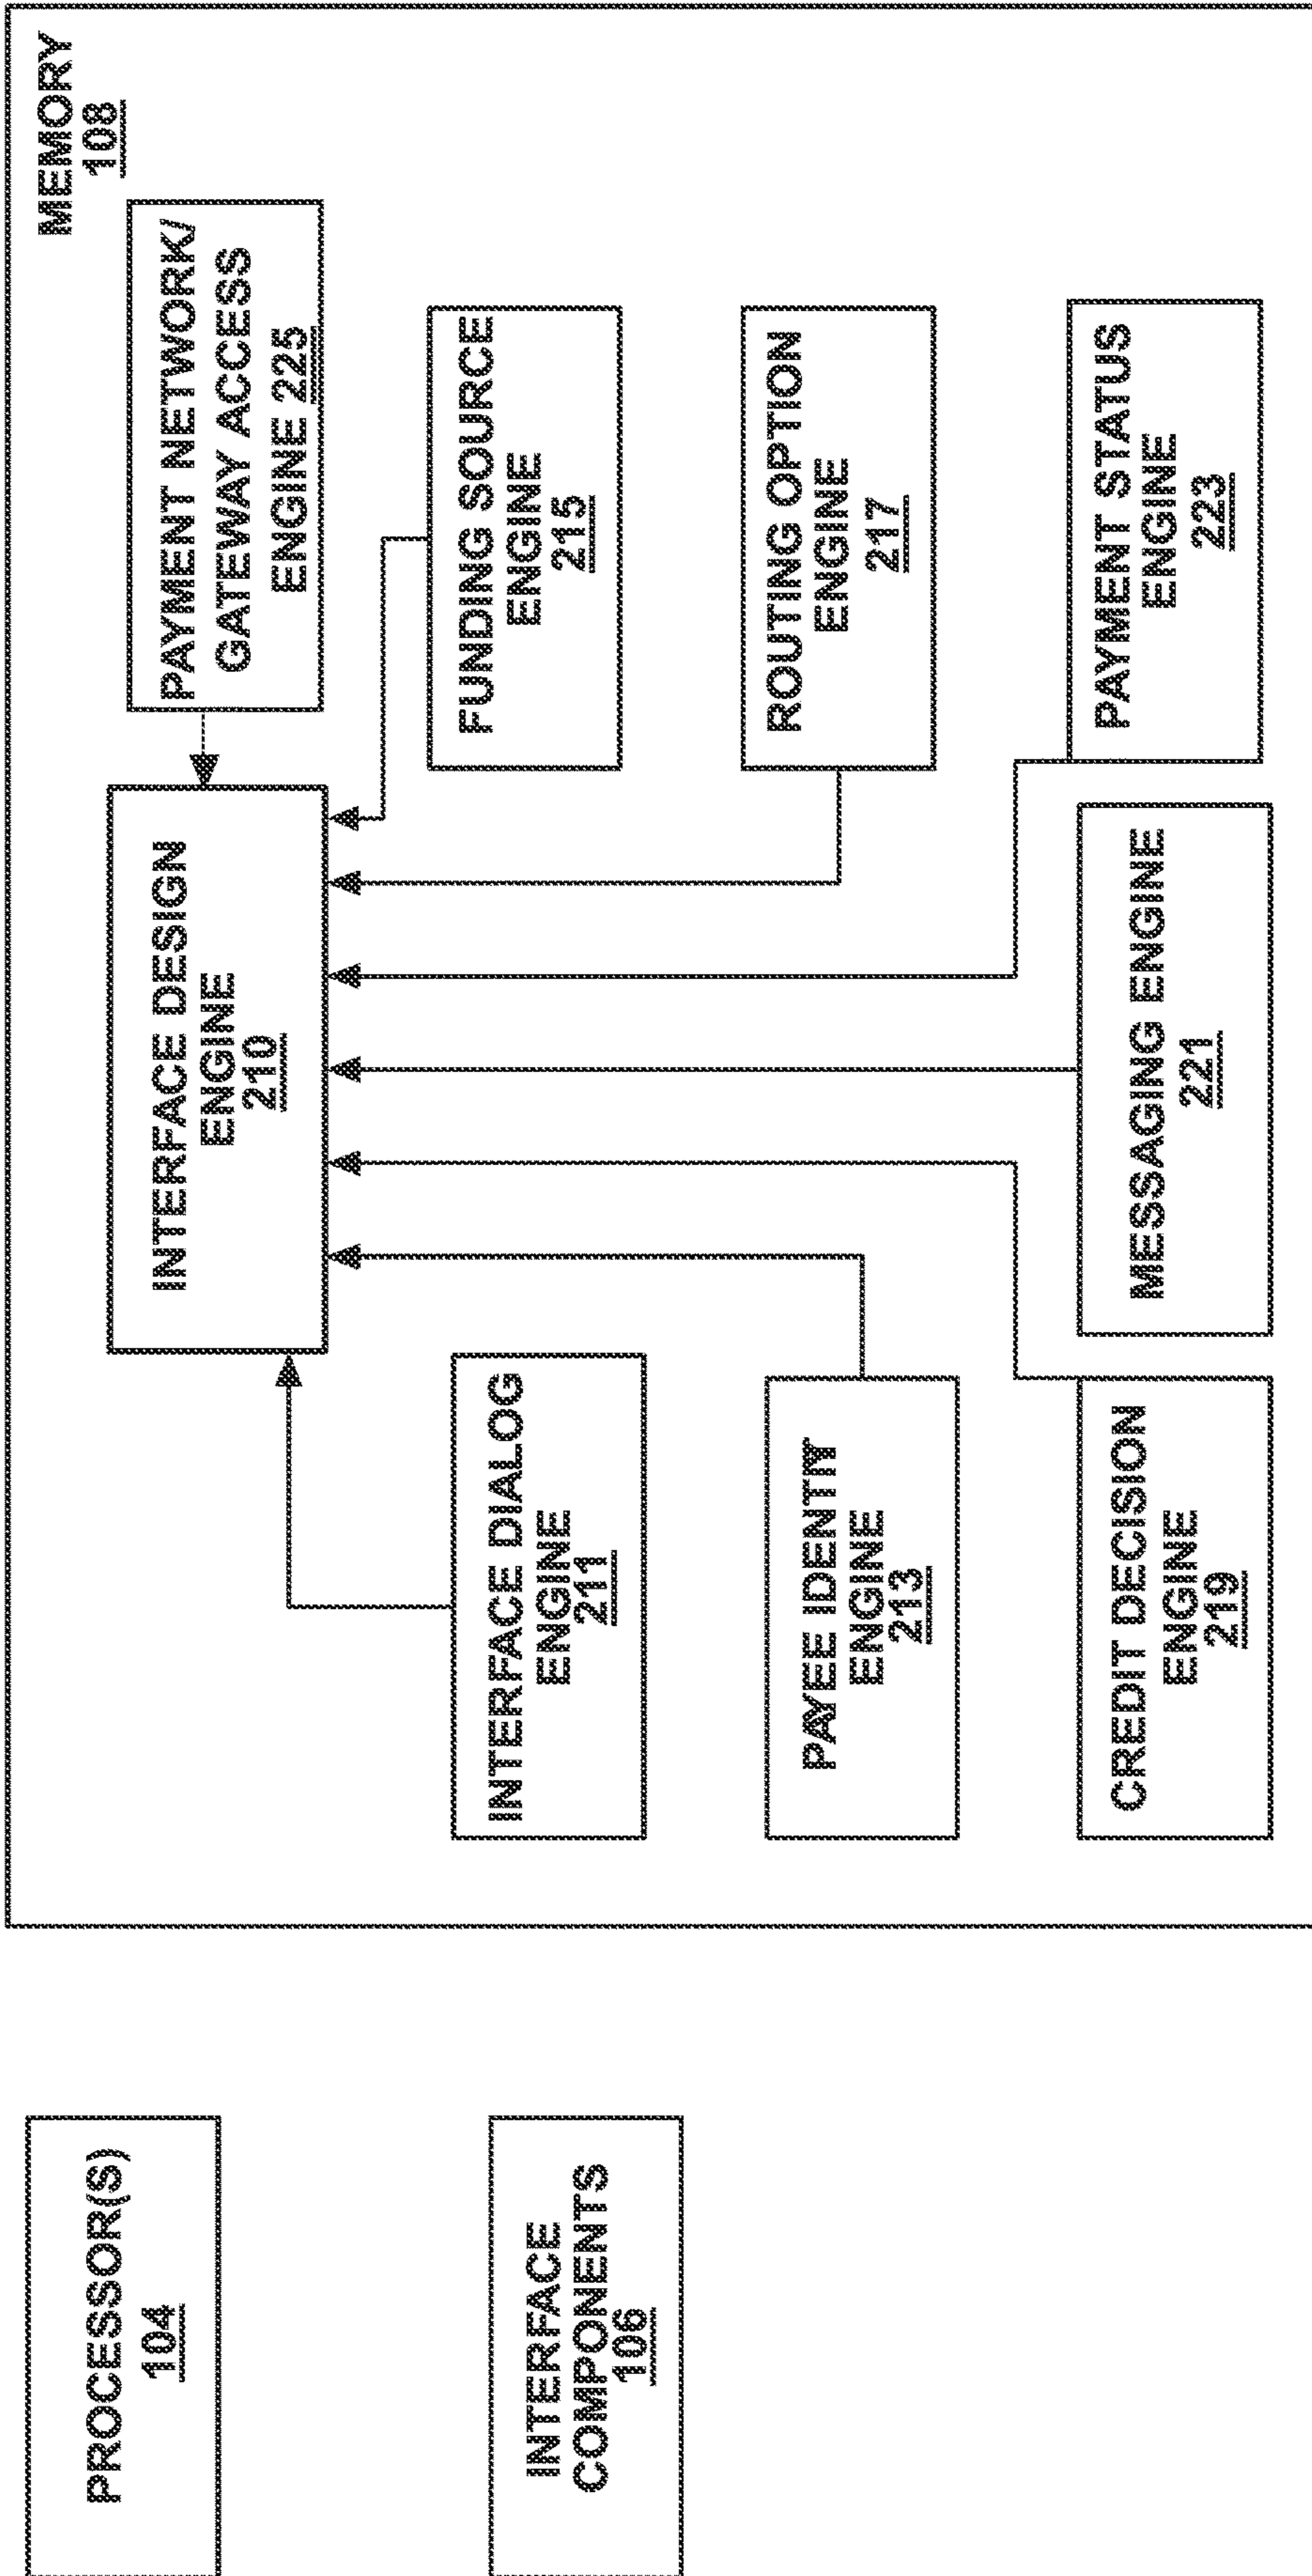 PROCESSOR(S)
104
INTERFACE
COMPONENTS
106
MEMORY
108
INTERFACE DESIGN
ENGINE
210
PAYMENT NETWORK/
GATEWAY ACCESS
ENGINE 225
INTERFACE DIALOG
ENGINE
211
FUNDING SOURCE
ENGINE
215
PAYEE IDENTIY
ENGINE
213
ROUTING OPTION
ENGINE
217
CREDIT DECISION
ENGINE
219
MESSAGING ENGINE
221
PAYMENT STATUS
ENGINE
223